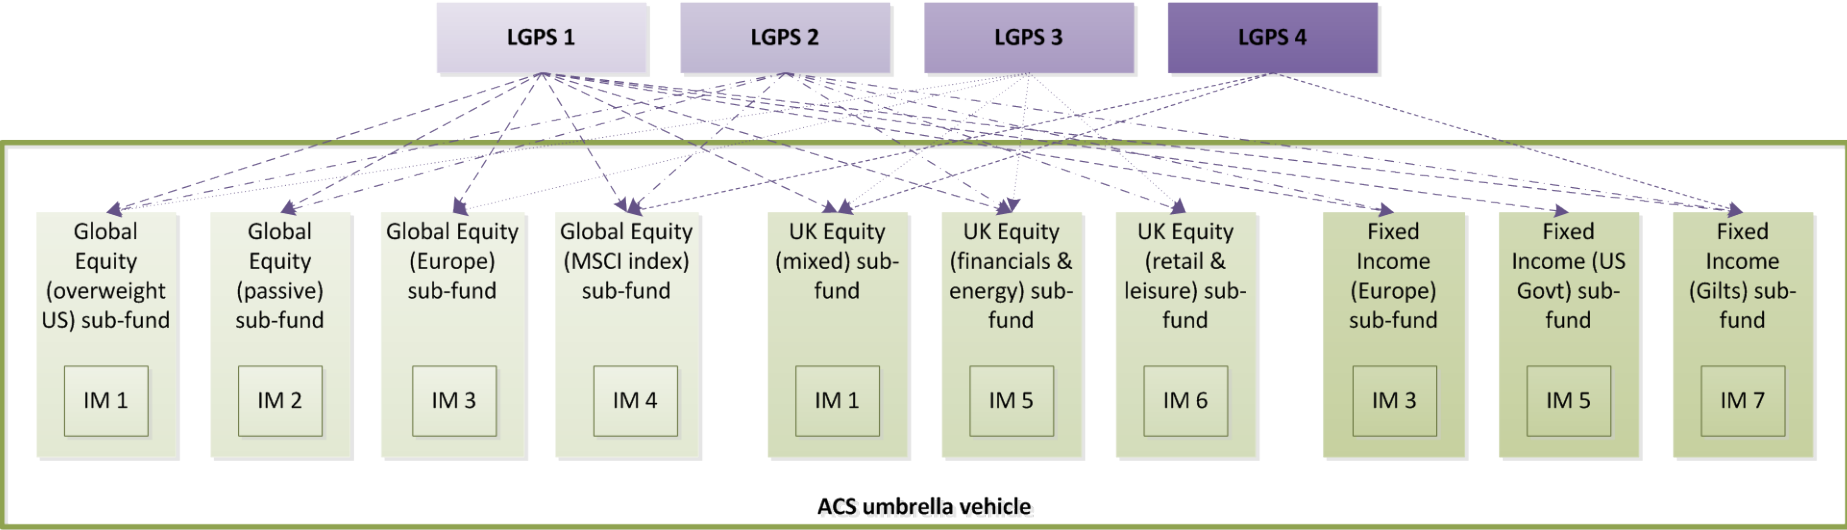 LGPS 1
LGPS 2
LGPS 3
LGPS 4
Global
Equity
(overweight
US) sub-fund
IM 1
Global
Equity
(passive)
sub-fund
IM 2
Global Equity
(Europe)
sub-fund
IM 3
Global Equity
(MSCI index)
sub-fund
IM 4
UK Equity
(mixed) sub-
fund
IM 1
UK Equity
(financials &
energy) sub-
fund
IM 5
UK Equity
(retail &
leisure) sub-
fund
IM 6
Fixed
Income
(Europe)
sub-fund
IM 3
Fixed
Income (US
Govt) sub-
fund
IM 5
Fixed
Income
(Gilts) sub-
fund
IM 7
ACS umbrella vehicle